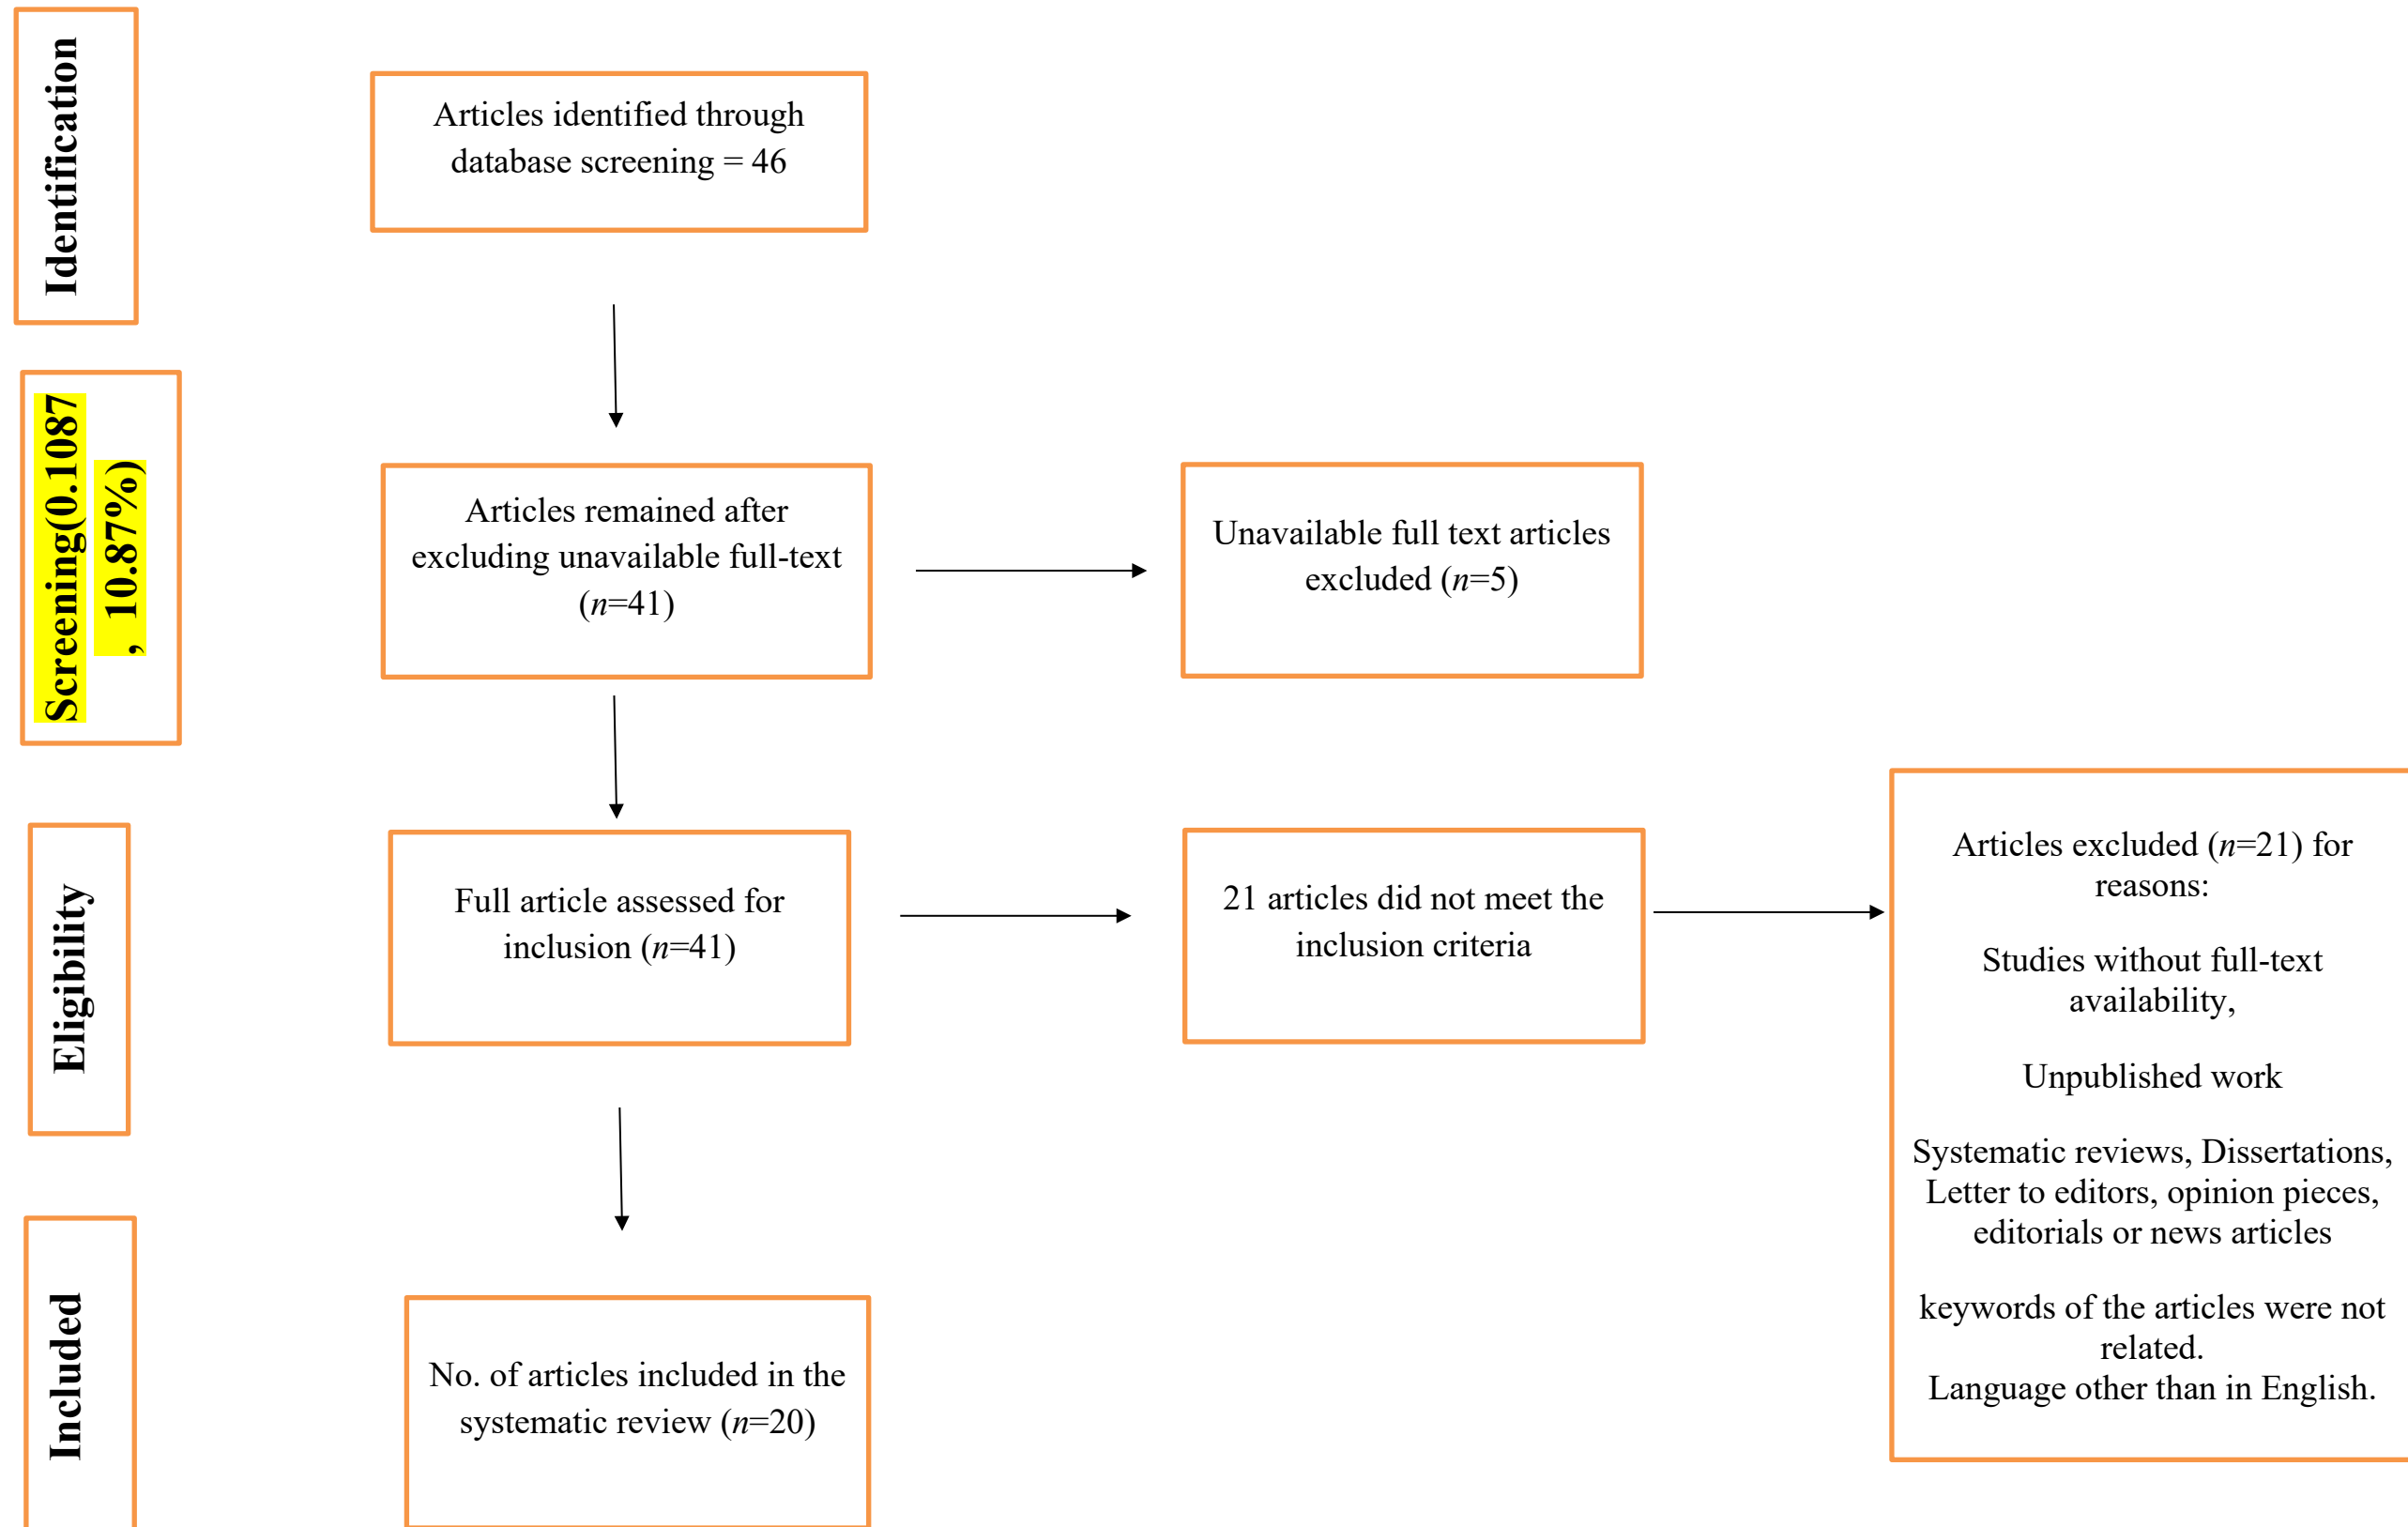 Identification
Articles identified through
database screening = 46
Screening(0.1087
, 10.87%)
Articles remained after
excluding unavailable full-text
(n=41)
Unavailable full text articles
excluded (n=5)
Eligibility
Full article assessed for
inclusion (n=41)
21 articles did not meet the
inclusion criteria
Articles excluded (n=21) for
reasons:
Studies without full-text
availability,
Unpublished work
Systematic reviews, Dissertations,
Letter to editors, opinion pieces,
editorials or news articles
keywords of the articles were not
related.
Language other than in English.
Included
No. of articles included in the
systematic review (n=20)